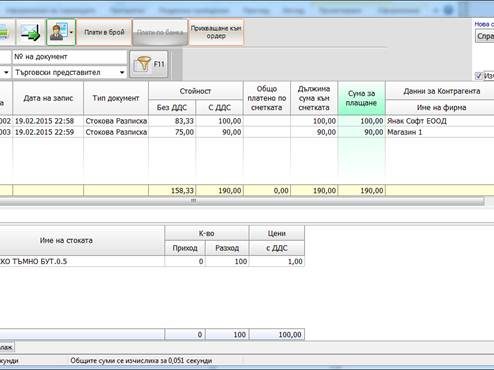 Плати в брой
Плати по банка
Прикващане към ордер
Нова с
Спра
№ на документ
Търговски представител
F11
Изч
Дата на запис
Тип документ
Стойност
Без ДДС
С ДДС
Общо платено по сметката
Дължима сума към сметката
Сума за плащане
Данни за Контрагента
Име на фирма
002 19.02.2015 22:58 Стокова Разписка 83,33 100,00 100,00 100,00 Янак Софт ЕООД
003 19.02.2015 22:59 Стокова Разписка 75,00 90,00 90,00 90,00 Магазин 1
158,33 190,00 0,00 190,00 190,00
Име на стоката
К-во
Приход
Разход
Цени
с ДДС
КО ТЪМНО БУТ.0.5 0 100 1,00
0 100 100,00
лаж
кунди
Общите суми се изчислиха за 0,051 секунди